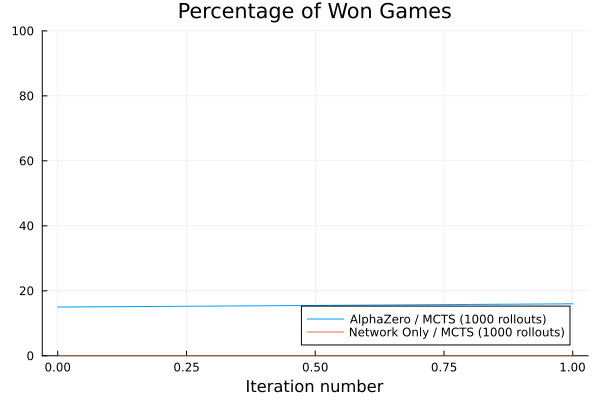 Percentage of Won Games
100
80
60
40
20
0
AlphaZero / MCTS (1000 rollouts)
Network Only / MCTS (1000 rollouts)
0.00 0.25 0.50 0.75 1.00
Iteration number